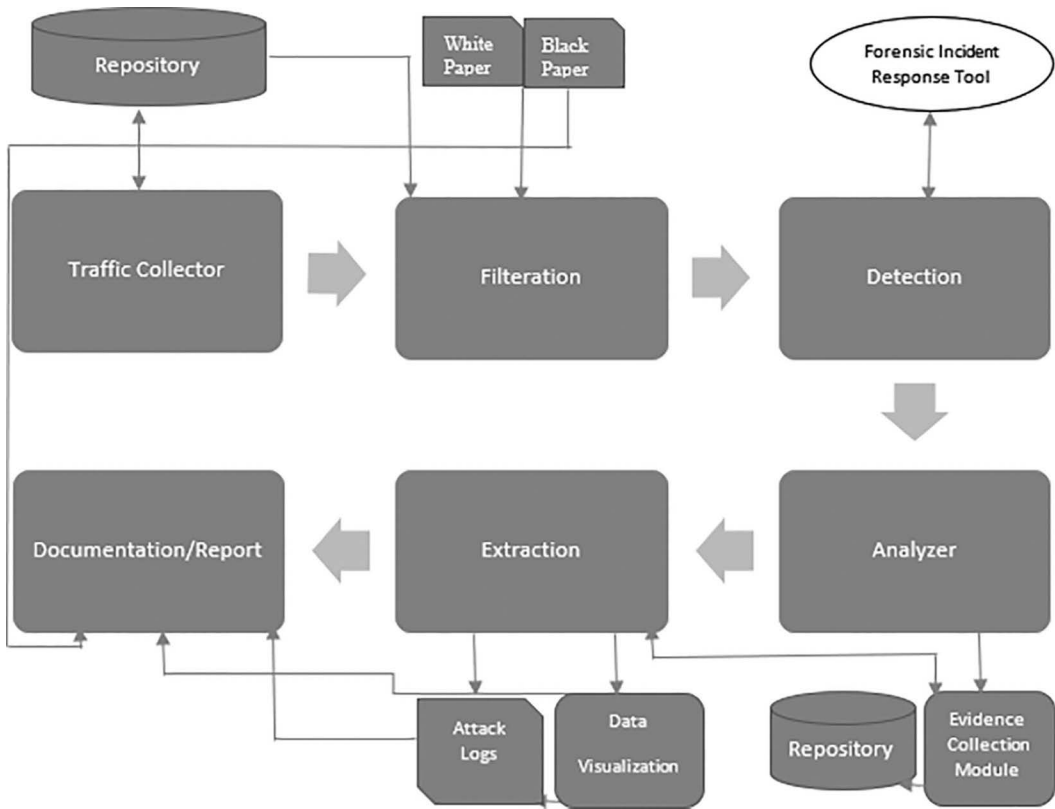 Repository
White
Paper
Black
Paper
Forensic Incident
Response Tool
Traffic Collector
Filteration
Detection
Documentation/Report
Extraction
Analyzer
Attack
Logs
Data
Visualization
Repository
Evidence
Collection
Module